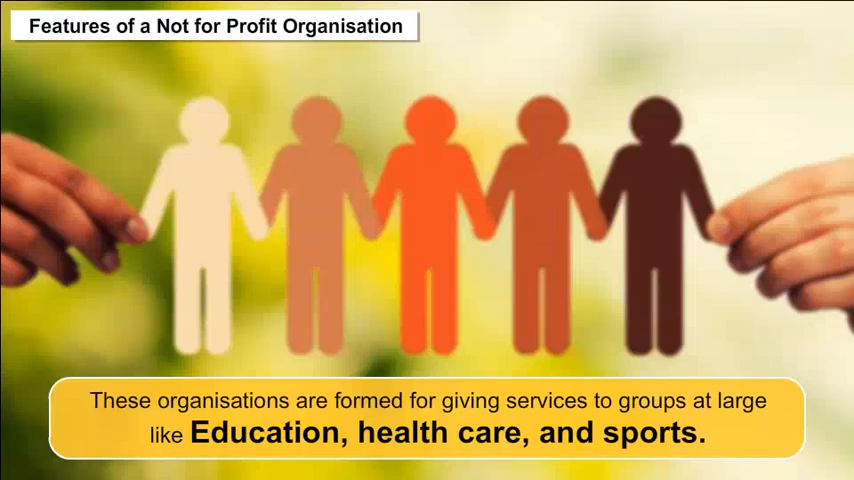 Features of a Not for Profit Organisation
These organisations are formed for giving services to groups at large
like Education, health care, and sports.